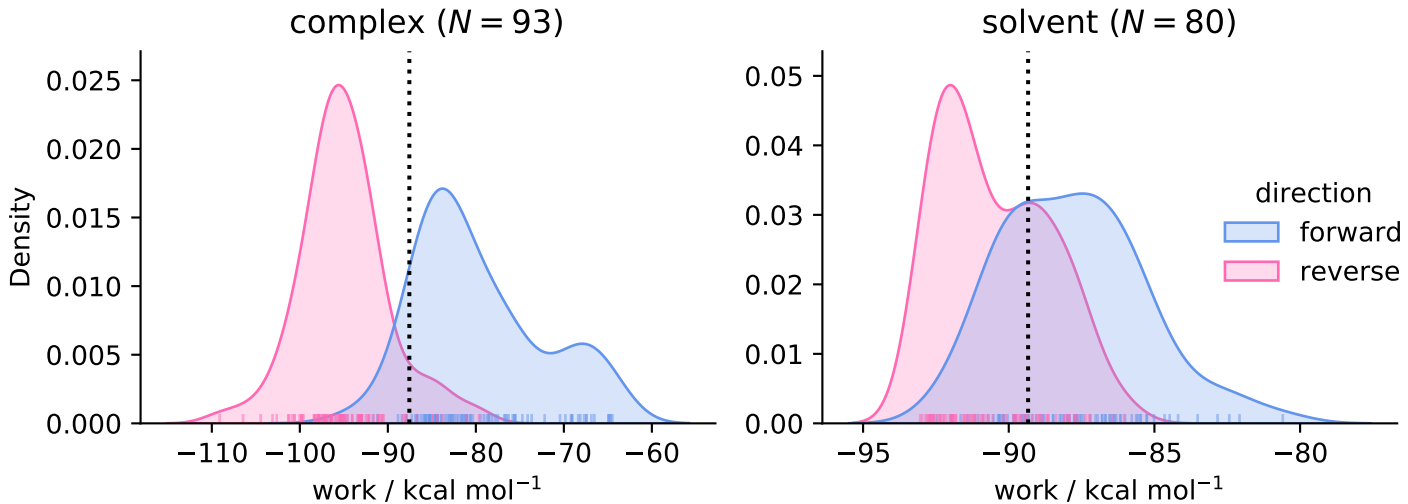 complex (N = 93)
Density
0.025
0.020
0.015
0.010
0.005
0.000
−110
−100
−90
−80
−70
−60
work / kcal mol⁻¹
solvent (N = 80)
0.05
0.04
0.03
0.02
0.01
0.00
−95
−90
−85
−80
work / kcal mol⁻¹
direction
forward
reverse